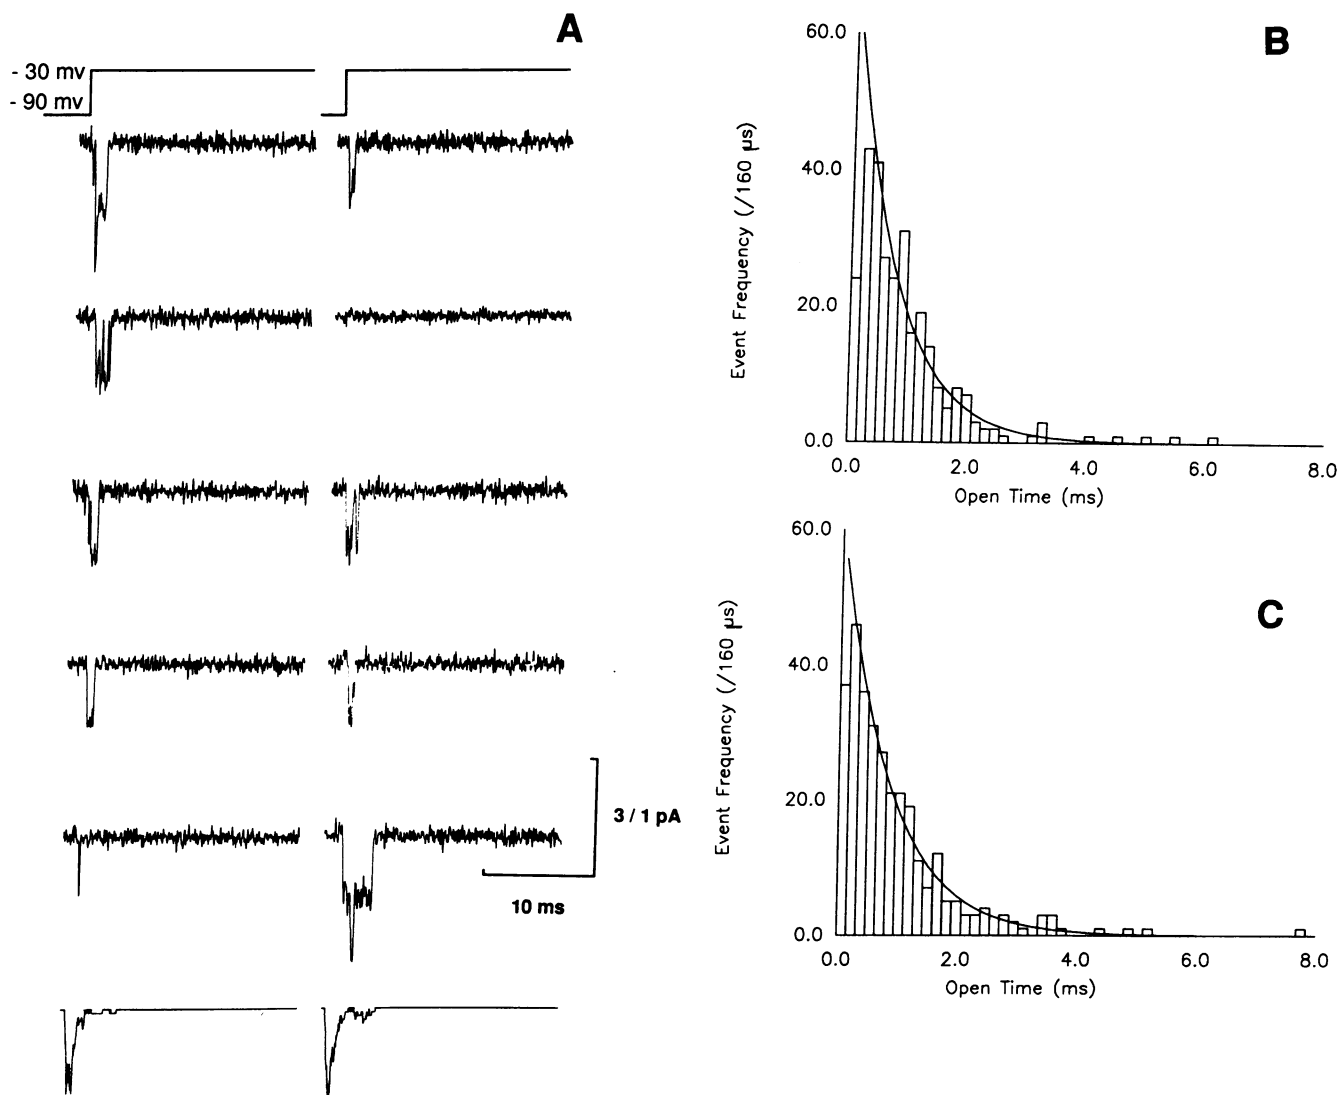 A
- 30 mv
- 90 mv
3 / 1 pA
10 ms
B
60.0
40.0
20.0
0.0
Event Frequency (/160 µs)
0.0 2.0 4.0 6.0 8.0
Open Time (ms)
C
60.0
40.0
20.0
0.0
Event Frequency (/160 µs)
0.0 2.0 4.0 6.0 8.0
Open Time (ms)